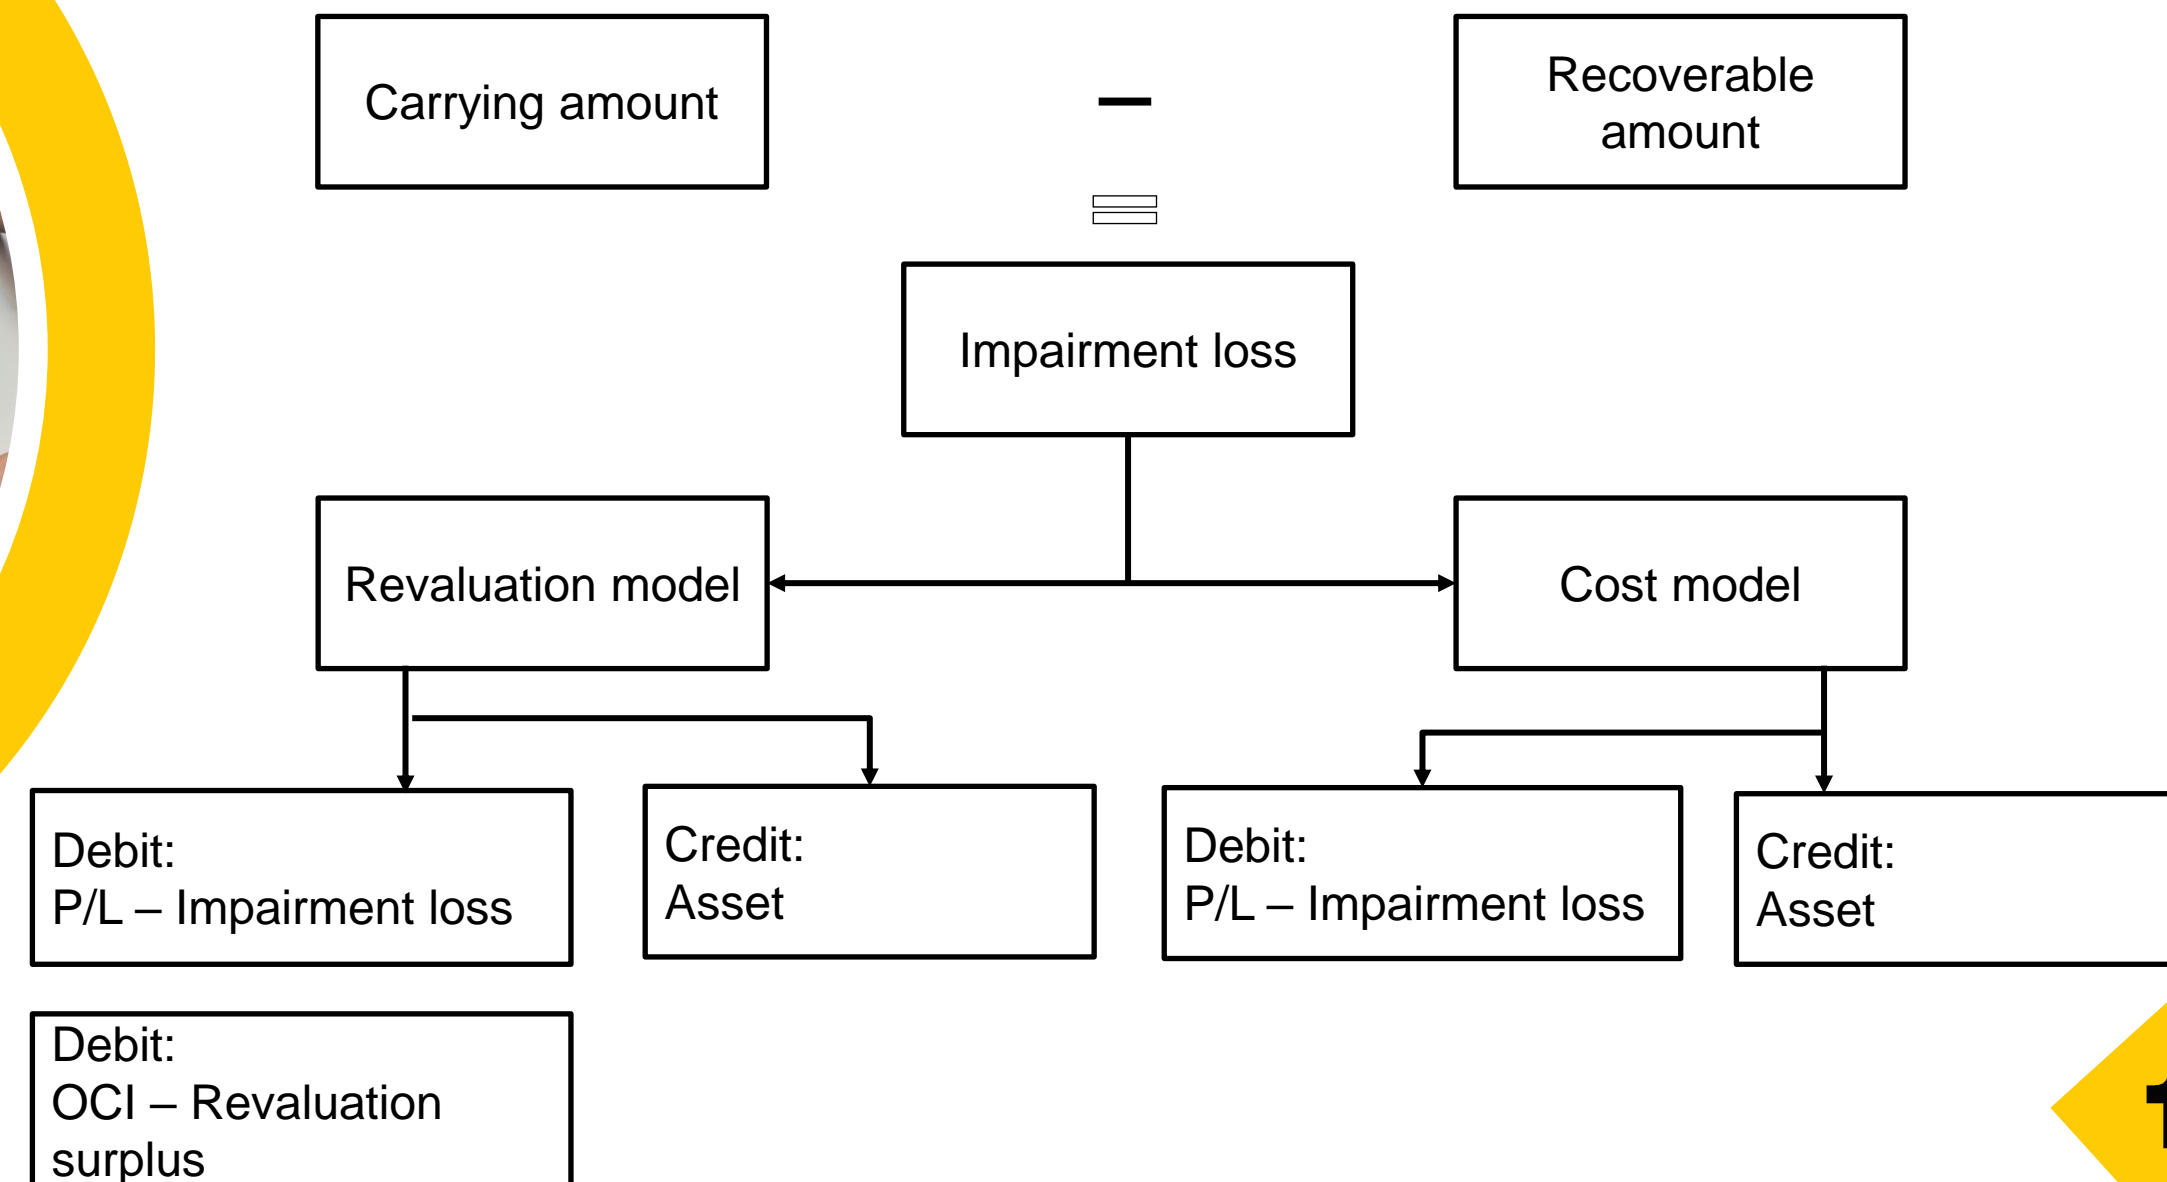 Carrying amount
–
Recoverable
amount
=
Impairment loss
Revaluation model
Cost model
Debit:
P/L – Impairment loss
Credit:
Asset
Debit:
P/L – Impairment loss
Credit:
Asset
Debit:
OCI – Revaluation
surplus